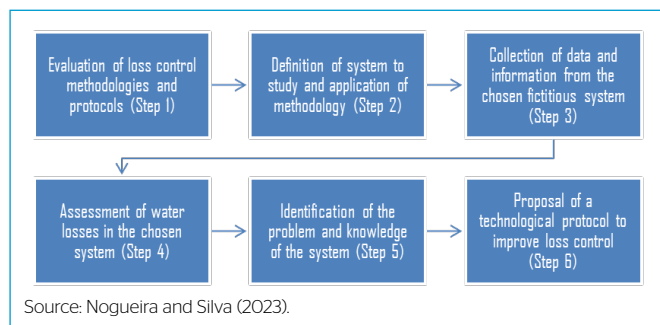 Evaluation of loss control
methodologies and
protocols (Step 1)
Definition of system to
study and application of
methodology (Step 2)
Collection of data and
information from the
chosen fictitious system
(Step 3)
Assessment of water
losses in the chosen
system (Step 4)
Identification of the
problem and knowledge
of the system (Step 5)
Proposal of a
technological protocol to
improve loss control
(Step 6)
Source: Nogueira and Silva (2023).